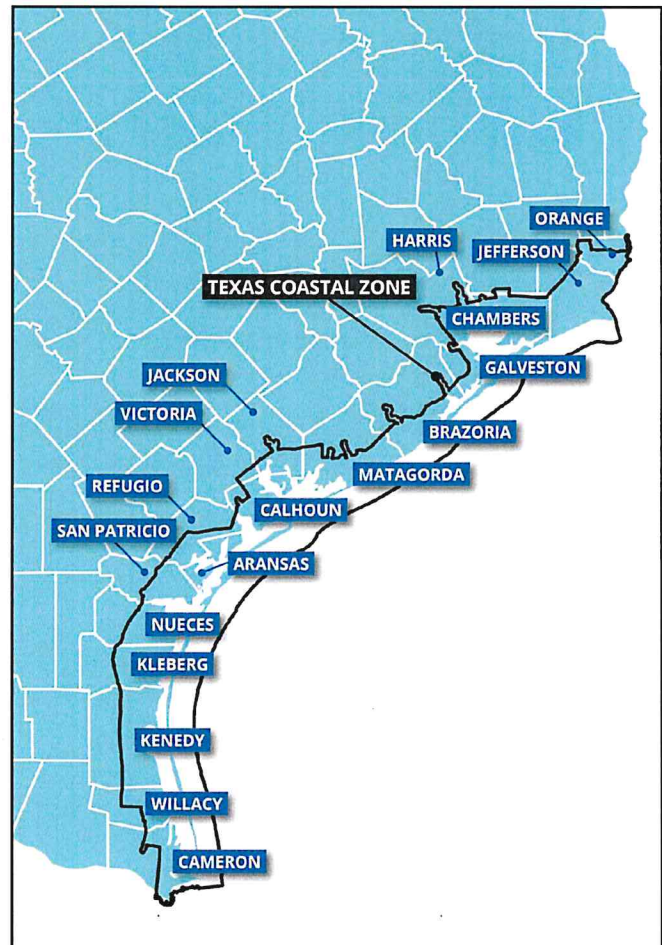 ORANGE
HARRIS
JEFFERSON
TEXAS COASTAL ZONE
CHAMBERS
GALVESTON
JACKSON
VICTORIA
BRAZORIA
MATAGORDA
REFUGIO
CALHOUN
SAN PATRICIO
ARANSAS
NUECES
KLEBERG
KENEDY
WILLACY
CAMERON